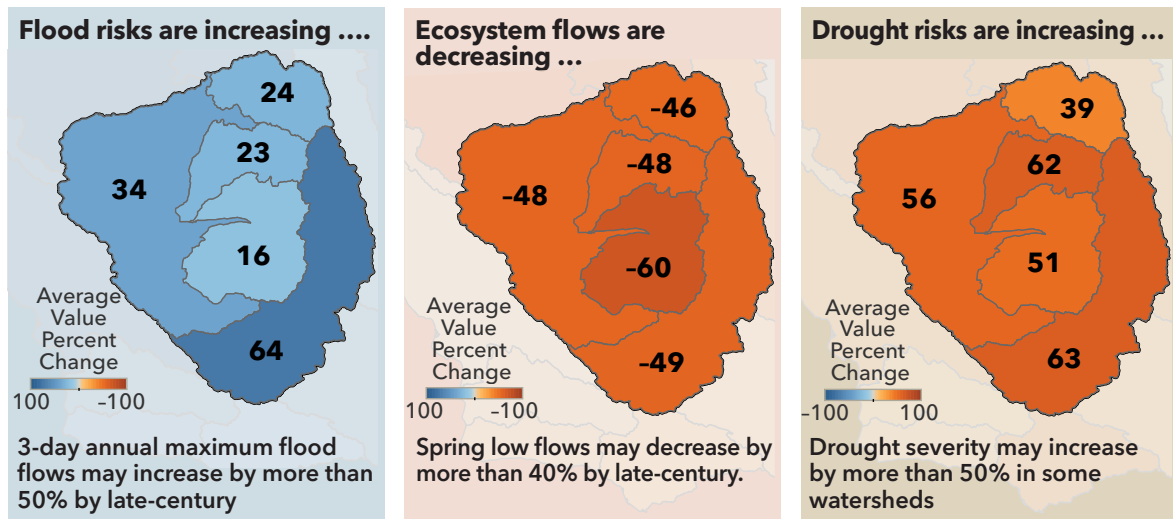 Flood risks are increasing ....
24
23
34
16
64
Average
Value
Percent
Change
100 -100
3-day annual maximum flood
flows may increase by more than
50% by late-century
Ecosystem flows are
decreasing ...
-46
-48
-48
-60
-49
Average
Value
Percent
Change
100 -100
Spring low flows may decrease by
more than 40% by late-century.
Drought risks are increasing ...
39
62
56
51
63
Average
Value
Percent
Change
-100 100
Drought severity may increase
by more than 50% in some
watersheds